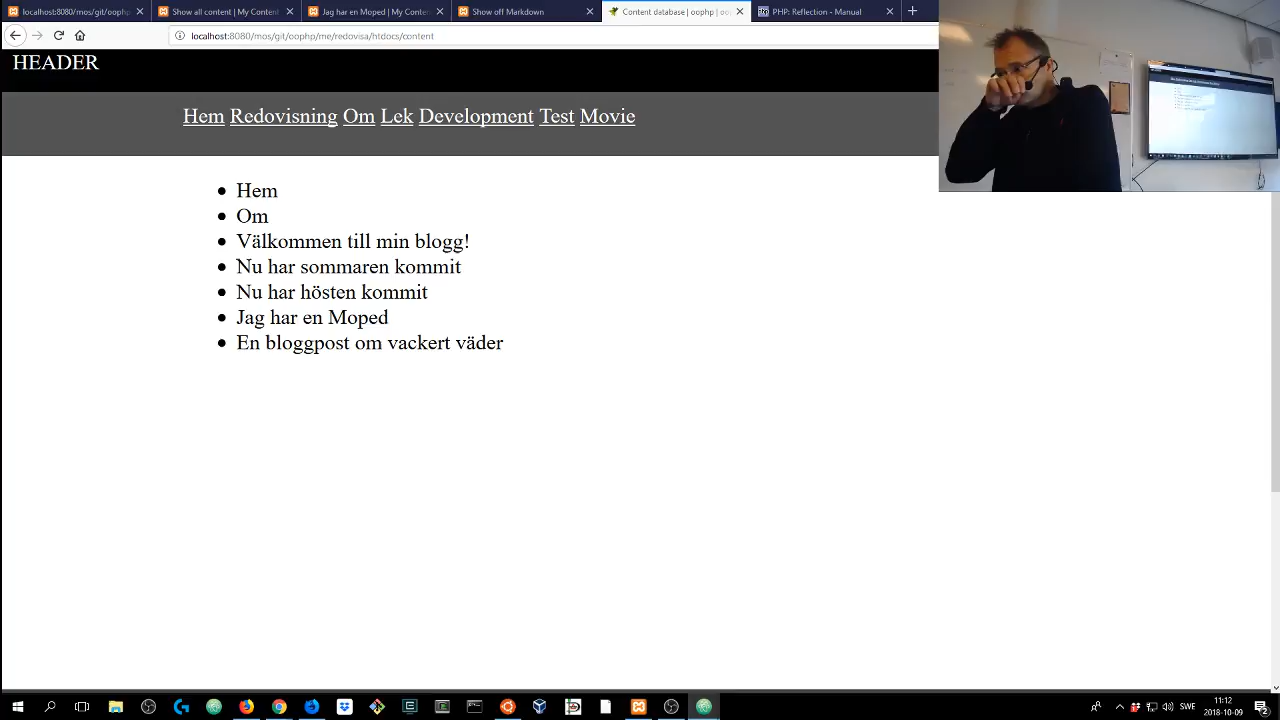 localhost:8080/mos/git/oophp
Show all content | My Content
Jag har en Moped | My Conten
Show off Markdown
Content database | oophp | oo
PHP: Reflection - Manual
localhost:8080/mos/git/oophp/me/redovisa/htdocs/content
HEADER
Hem Redovisning Om Lek Development Test Movie
Hem
Om
Välkommen till min blogg!
Nu har sommaren kommit
Nu har hösten kommit
Jag har en Moped
En bloggpost om vackert väder
SWE
11:12
2018-10-09